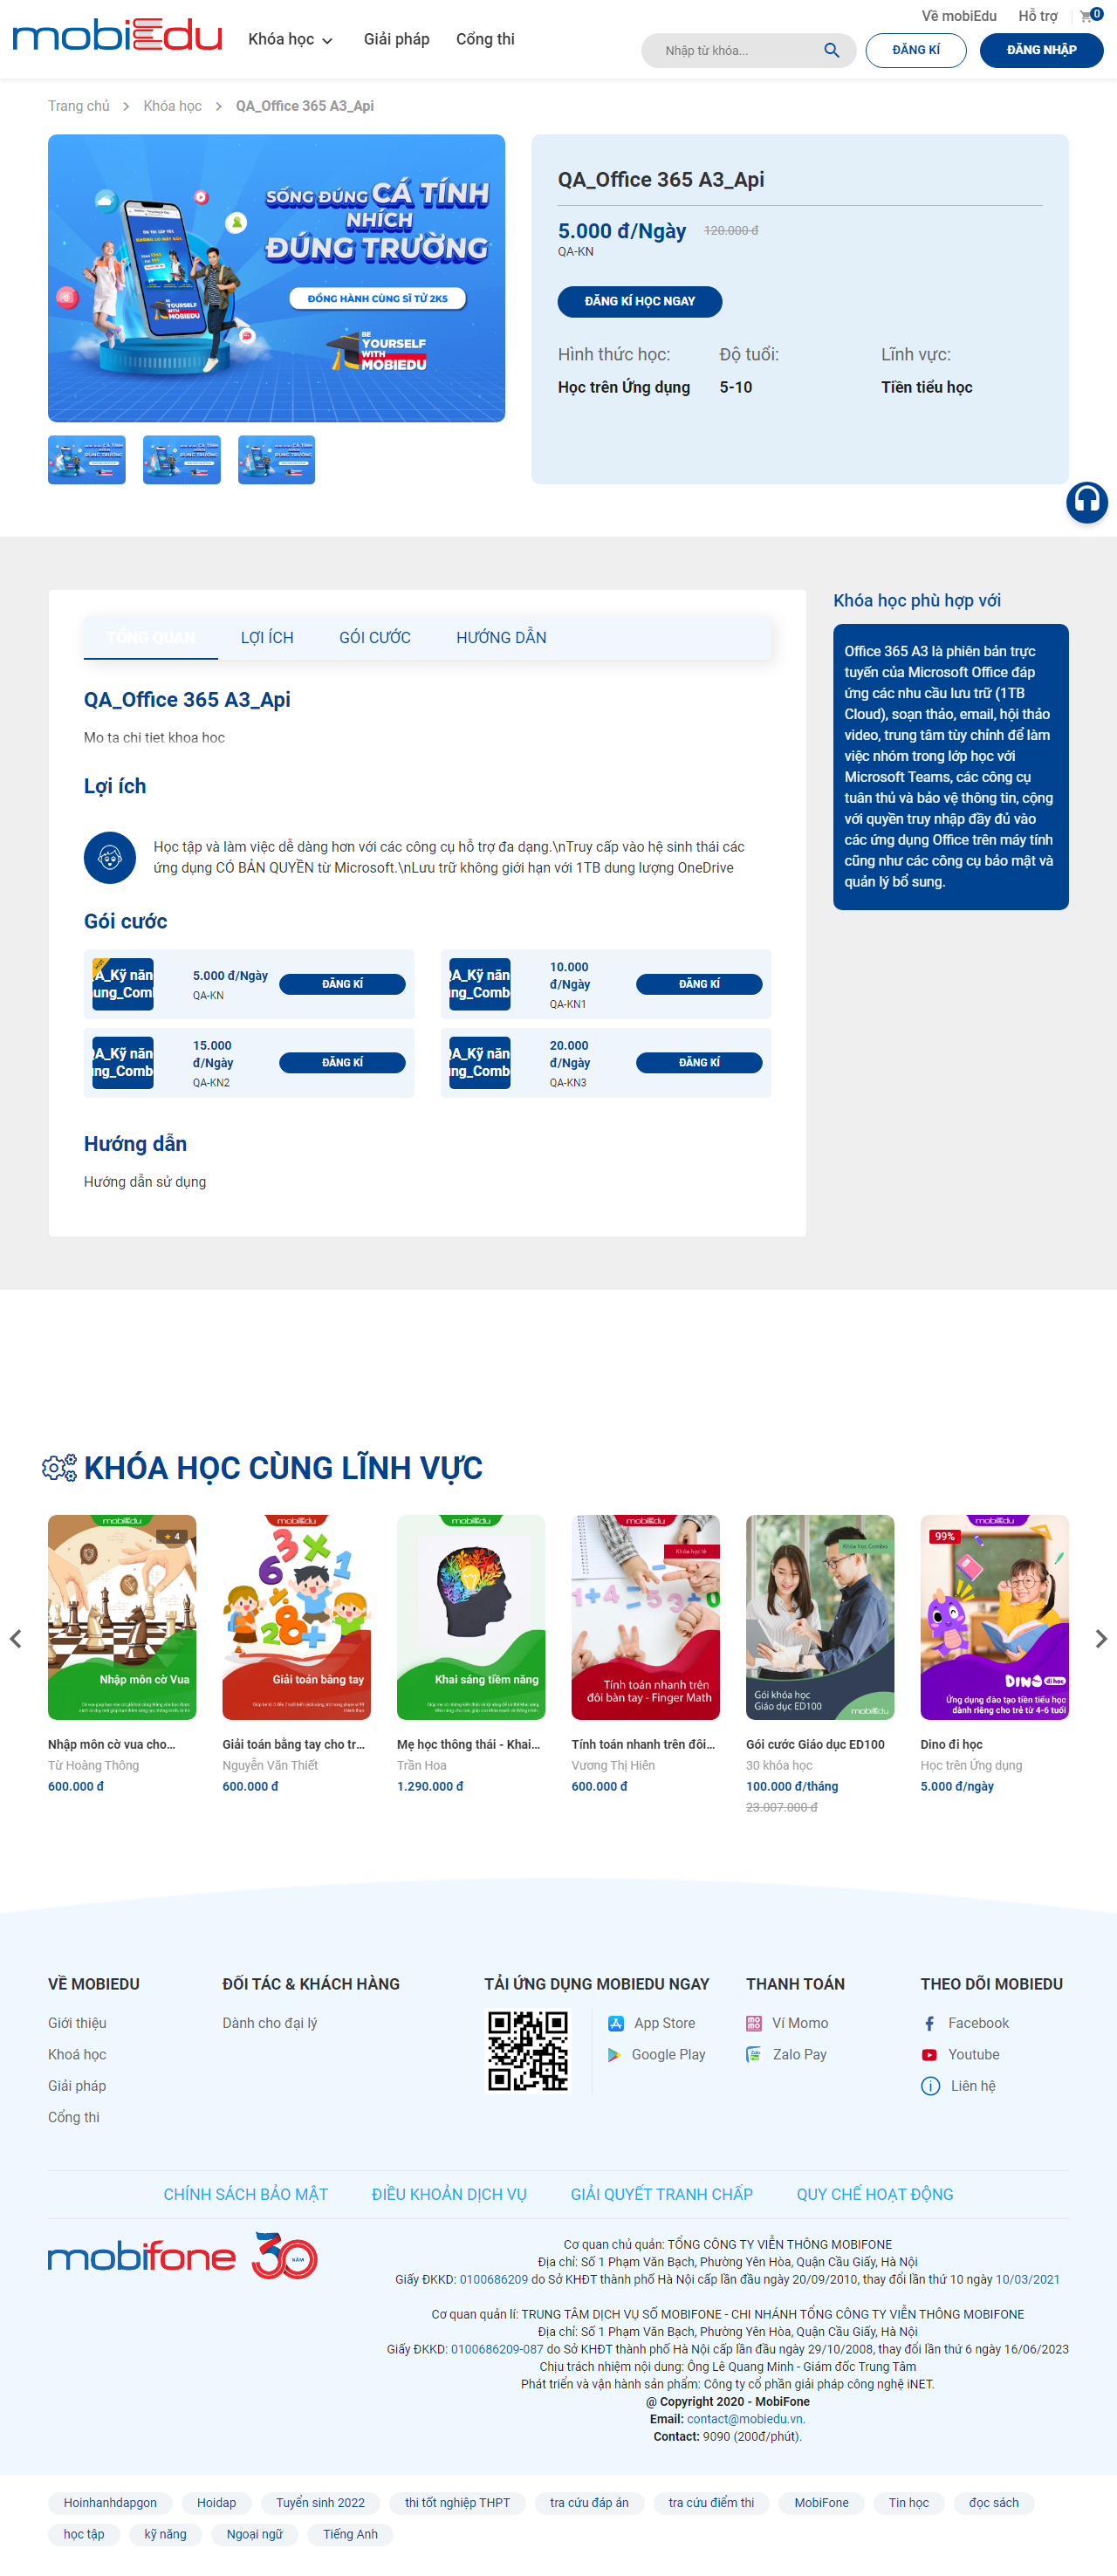 mobiEdu
Khóa học
Giải pháp
Cổng thi
Về mobiEdu
Hỗ trợ
0
Nhập từ khóa...
ĐĂNG KÍ
ĐĂNG NHẬP
Trang chủ
Khóa học
QA_Office 365 A3_Api
SỐNG ĐÚNG CÁ TÍNH
NHÍCH
ĐÚNG TRƯỜNG
ĐỒNG HÀNH CÙNG SĨ TỬ 2K5
BE
YOURSELF
WITH
MOBIEDU
QA_Office 365 A3_Api
5.000 đ/Ngày
120.000 đ
QA-KN
ĐĂNG KÍ HỌC NGAY
Hình thức học:
Độ tuổi:
Lĩnh vực:
Học trên Ứng dụng
5-10
Tiền tiểu học
TỔNG QUAN
LỢI ÍCH
GÓI CƯỚC
HƯỚNG DẪN
QA_Office 365 A3_Api
Mo ta chi tiet khoa hoc
Lợi ích
Học tập và làm việc dễ dàng hơn với các công cụ hỗ trợ đa dạng.\nTruy cập vào hệ sinh thái các
ứng dụng CÓ BẢN QUYỀN từ Microsoft.\nLưu trữ không giới hạn với 1TB dung lượng OneDrive
Gói cước
5.000 đ/Ngày
QA-KN
ĐĂNG KÍ
10.000
đ/Ngày
QA-KN1
ĐĂNG KÍ
15.000
đ/Ngày
QA-KN2
ĐĂNG KÍ
20.000
đ/Ngày
QA-KN3
ĐĂNG KÍ
Hướng dẫn
Hướng dẫn sử dụng
Khóa học phù hợp với
Office 365 A3 là phiên bản trực
tuyến của Microsoft Office đáp
ứng các nhu cầu lưu trữ (1TB
Cloud), soạn thảo, email, hội thảo
video, trung tâm tùy chỉnh để làm
việc nhóm trong lớp học với
Microsoft Teams, các công cụ
tuân thủ và bảo vệ thông tin, cộng
với quyền truy nhập đầy đủ vào
các ứng dụng Office trên máy tính
cũng như các công cụ bảo mật và
quản lý bổ sung.
KHÓA HỌC CÙNG LĨNH VỰC
mobiEdu
4
Nhập môn cờ Vua
Nhập môn cờ vua cho...
Từ Hoàng Thông
600.000 đ
mobiEdu
Giải toán bằng tay
Giải toán bằng tay cho tr...
Nguyễn Văn Thiết
600.000 đ
mobiEdu
Khai sáng tiềm năng
Mẹ học thông thái - Khai...
Trần Hoa
1.290.000 đ
mobiEdu
Khóa học lẻ
Tính toán nhanh trên
đôi bàn tay - Finger Math
Tính toán nhanh trên đôi...
Vương Thị Hiên
600.000 đ
Khóa học Combo
Gói khóa học
Giáo dục ED100
mobiEdu
Gói cước Giáo dục ED100
30 khóa học
100.000 đ/tháng
23.007.000 đ
mobiEdu
99%
DINO đi học
Ứng dụng đào tạo tiền tiểu học
dành riêng cho trẻ từ 4-6 tuổi
Dino đi học
Học trên Ứng dụng
5.000 đ/ngày
VỀ MOBIEDU
Giới thiệu
Khoá học
Giải pháp
Cổng thi
ĐỐI TÁC & KHÁCH HÀNG
Dành cho đại lý
TẢI ỨNG DỤNG MOBIEDU NGAY
App Store
Google Play
THANH TOÁN
Ví Momo
Zalo Pay
THEO DÕI MOBIEDU
Facebook
Youtube
Liên hệ
CHÍNH SÁCH BẢO MẬT
ĐIỀU KHOẢN DỊCH VỤ
GIẢI QUYẾT TRANH CHẤP
QUY CHẾ HOẠT ĐỘNG
mobifone 30 NĂM
Cơ quan chủ quản: TỔNG CÔNG TY VIỄN THÔNG MOBIFONE
Địa chỉ: Số 1 Phạm Văn Bạch, Phường Yên Hòa, Quận Cầu Giấy, Hà Nội
Giấy ĐKKD: 0100686209 do Sở KHĐT thành phố Hà Nội cấp lần đầu ngày 20/09/2010, thay đổi lần thứ 10 ngày 10/03/2021
Cơ quan quản lí: TRUNG TÂM DỊCH VỤ SỐ MOBIFONE - CHI NHÁNH TỔNG CÔNG TY VIỄN THÔNG MOBIFONE
Địa chỉ: Số 1 Phạm Văn Bạch, Phường Yên Hòa, Quận Cầu Giấy, Hà Nội
Giấy ĐKKD: 0100686209-087 do Sở KHĐT thành phố Hà Nội cấp lần đầu ngày 29/10/2008, thay đổi lần thứ 6 ngày 16/06/2023
Chịu trách nhiệm nội dung: Ông Lê Quang Minh - Giám đốc Trung Tâm
Phát triển và vận hành sản phẩm: Công ty cổ phần giải pháp công nghệ iNET.
@ Copyright 2020 - MobiFone
Email: contact@mobiedu.vn.
Contact: 9090 (200đ/phút).
Hoinhanhdapgon
Hoidap
Tuyển sinh 2022
thi tốt nghiệp THPT
tra cứu đáp án
tra cứu điểm thi
MobiFone
Tin học
đọc sách
học tập
kỹ năng
Ngoại ngữ
Tiếng Anh